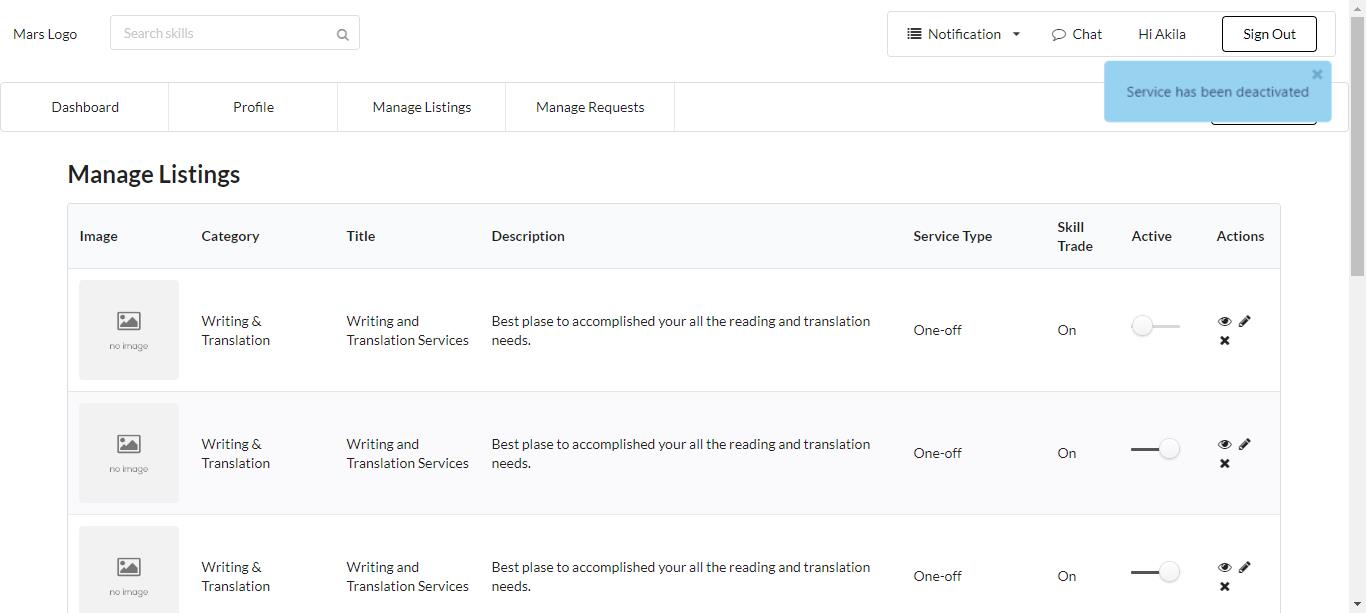 Mars Logo
Search skills
Notification
Chat
Hi Akila
Sign Out
Service has been deactivated
Dashboard
Profile
Manage Listings
Manage Requests
Manage Listings
Image
Category
Title
Description
Service Type
Skill
Trade
Active
Actions
no image
Writing &
Translation
Writing and
Translation Services
Best plase to accomplished your all the reading and translation
needs.
One-off
On
no image
Writing &
Translation
Writing and
Translation Services
Best plase to accomplished your all the reading and translation
needs.
One-off
On
no image
Writing &
Translation
Writing and
Translation Services
Best plase to accomplished your all the reading and translation
needs.
One-off
On